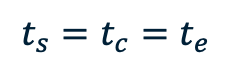 t_s = t_c = t_e